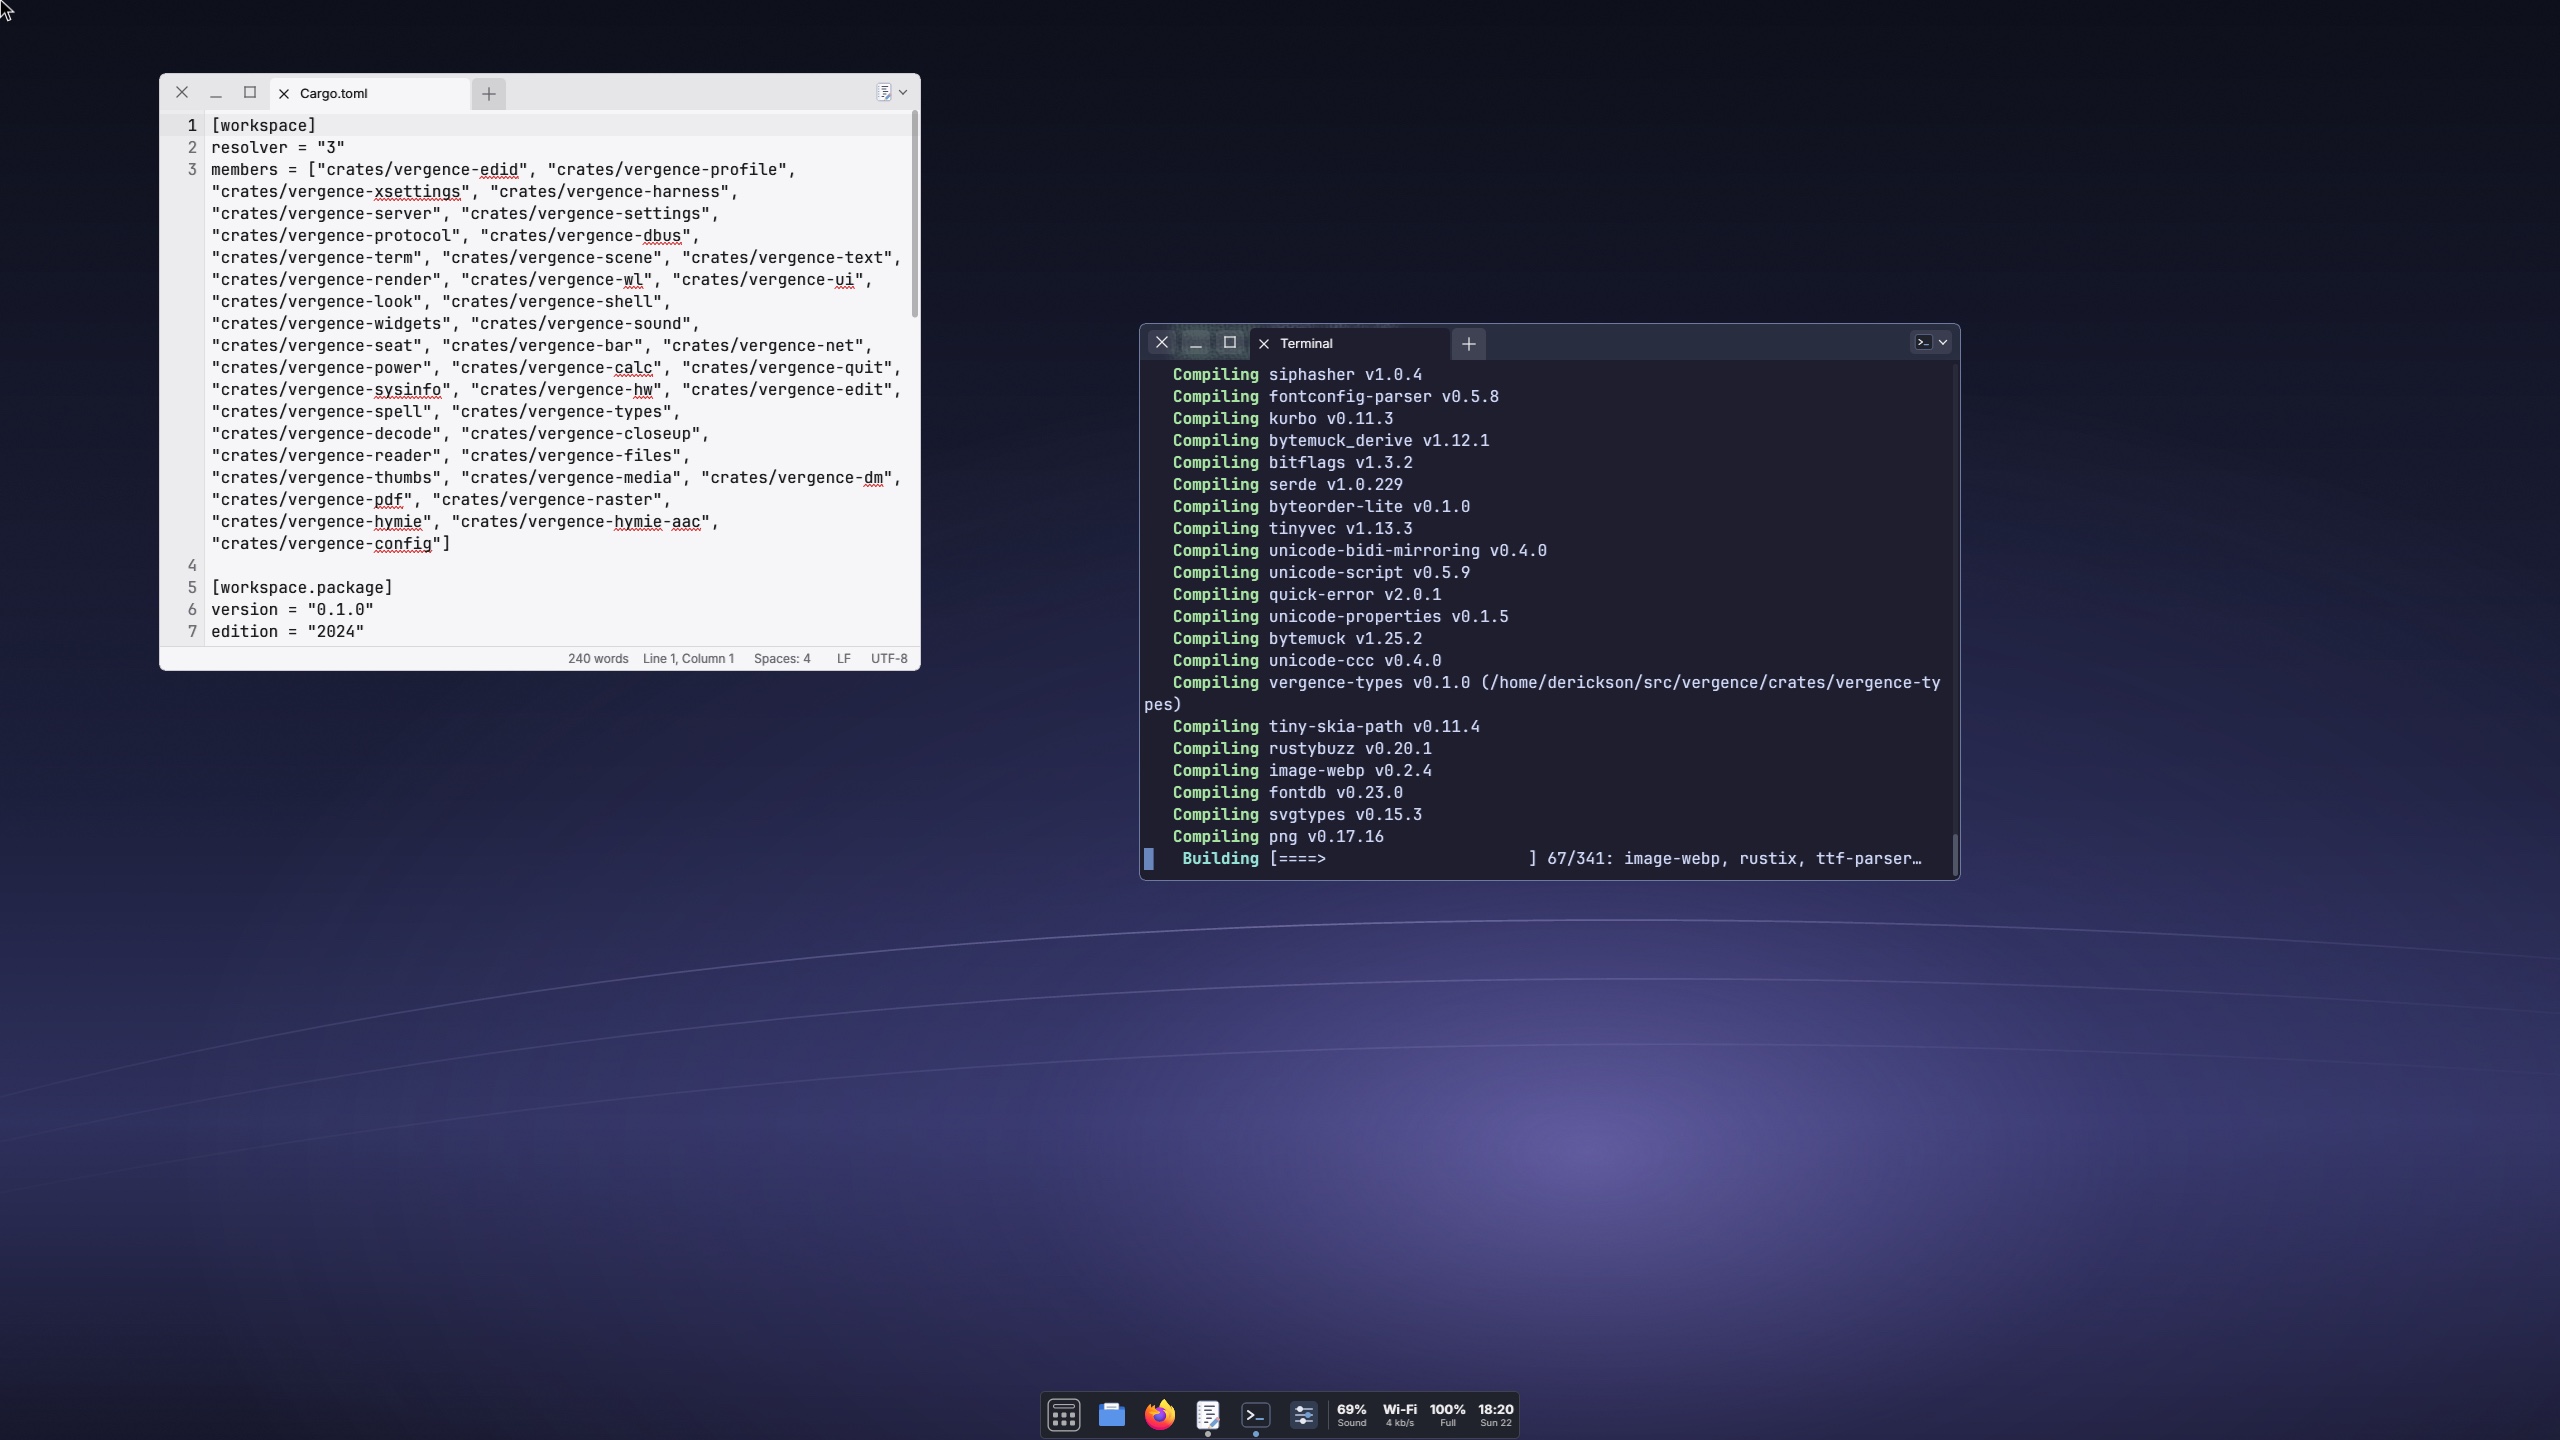 Cargo.toml
1 [workspace]
2 resolver = "3"
3 members = ["crates/vergence-edid", "crates/vergence-profile",
"crates/vergence-xsettings", "crates/vergence-harness",
"crates/vergence-server", "crates/vergence-settings",
"crates/vergence-protocol", "crates/vergence-dbus",
"crates/vergence-term", "crates/vergence-scene", "crates/vergence-text",
"crates/vergence-render", "crates/vergence-wl", "crates/vergence-ui",
"crates/vergence-look", "crates/vergence-shell",
"crates/vergence-widgets", "crates/vergence-sound",
"crates/vergence-seat", "crates/vergence-bar", "crates/vergence-net",
"crates/vergence-power", "crates/vergence-calc", "crates/vergence-quit",
"crates/vergence-sysinfo", "crates/vergence-hw", "crates/vergence-edit",
"crates/vergence-spell", "crates/vergence-types",
"crates/vergence-decode", "crates/vergence-closeup",
"crates/vergence-reader", "crates/vergence-files",
"crates/vergence-thumbs", "crates/vergence-media", "crates/vergence-dm",
"crates/vergence-pdf", "crates/vergence-raster",
"crates/vergence-hymie", "crates/vergence-hymie-aac",
"crates/vergence-config"]
4
5 [workspace.package]
6 version = "0.1.0"
7 edition = "2024"
240 words Line 1, Column 1 Spaces: 4 LF UTF-8
Terminal
Compiling siphasher v1.0.4
Compiling fontconfig-parser v0.5.8
Compiling kurbo v0.11.3
Compiling bytemuck_derive v1.12.1
Compiling bitflags v1.3.2
Compiling serde v1.0.229
Compiling byteorder-lite v0.1.0
Compiling tinyvec v1.13.3
Compiling unicode-bidi-mirroring v0.4.0
Compiling unicode-script v0.5.9
Compiling quick-error v2.0.1
Compiling unicode-properties v0.1.5
Compiling bytemuck v1.25.2
Compiling unicode-ccc v0.4.0
Compiling vergence-types v0.1.0 (/home/derickson/src/vergence/crates/vergence-ty
pes)
Compiling tiny-skia-path v0.11.4
Compiling rustybuzz v0.20.1
Compiling image-webp v0.2.4
Compiling fontdb v0.23.0
Compiling svgtypes v0.15.3
Compiling png v0.17.16
Building [====>                     ] 67/341: image-webp, rustix, ttf-parser…
69% Wi-Fi 100% 18:20
Sound 4 kb/s Full Sun 22